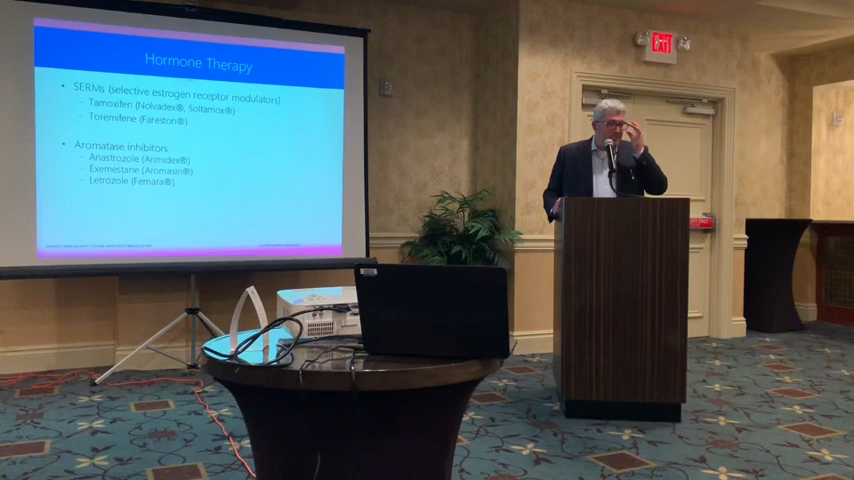 Hormone Therapy
• SERMs (selective estrogen receptor modulators)
– Tamoxifen (Nolvadex®, Soltamox®)
– Toremifene (Fareston®)
• Aromatase inhibitors
– Anastrozole (Arimidex®)
– Exemestane (Aromasin®)
– Letrozole (Femara®)
EXIT